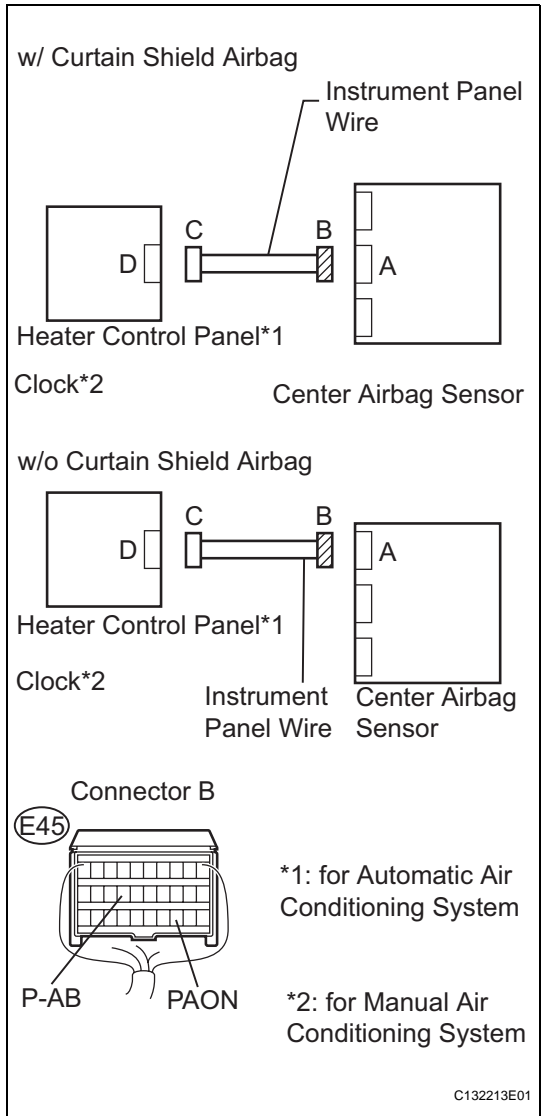 w/ Curtain Shield Airbag
Instrument Panel
Wire
C
B
D
A
Heater Control Panel*1
Clock*2
Center Airbag Sensor
w/o Curtain Shield Airbag
C
B
D
A
Heater Control Panel*1
Clock*2
Instrument
Panel Wire
Center Airbag
Sensor
Connector B
E45
*1: for Automatic Air
Conditioning System
P-AB
PAON
*2: for Manual Air
Conditioning System
C132213E01